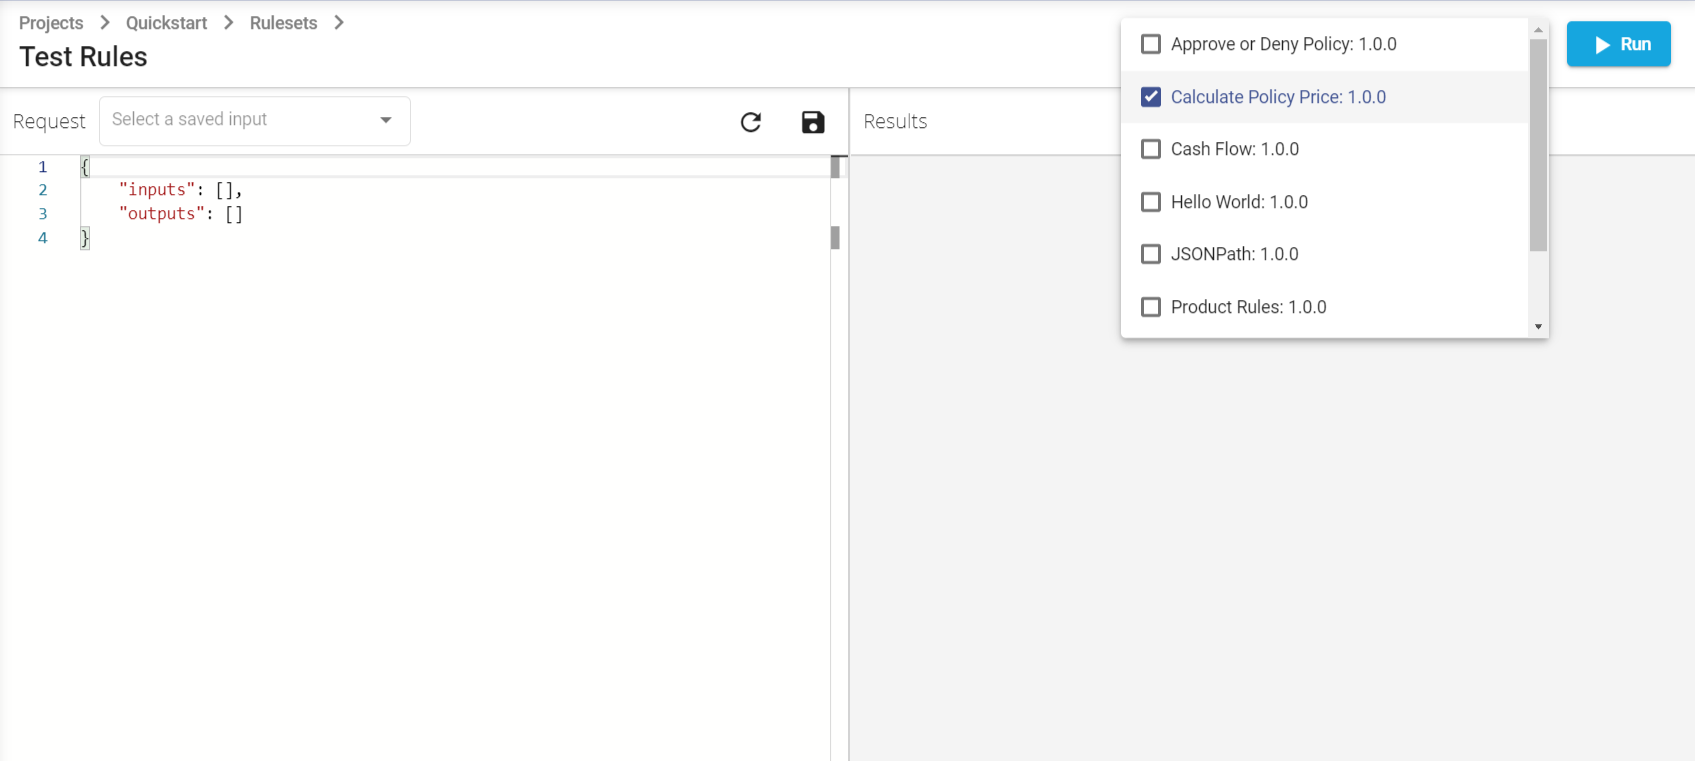 Projects > Quickstart > Rulesets >
Test Rules
Request
Select a saved input
1 {
2 "inputs": [],
3 "outputs": []
4 }
Results
Approve or Deny Policy: 1.0.0
Calculate Policy Price: 1.0.0
Cash Flow: 1.0.0
Hello World: 1.0.0
JSONPath: 1.0.0
Product Rules: 1.0.0
Run